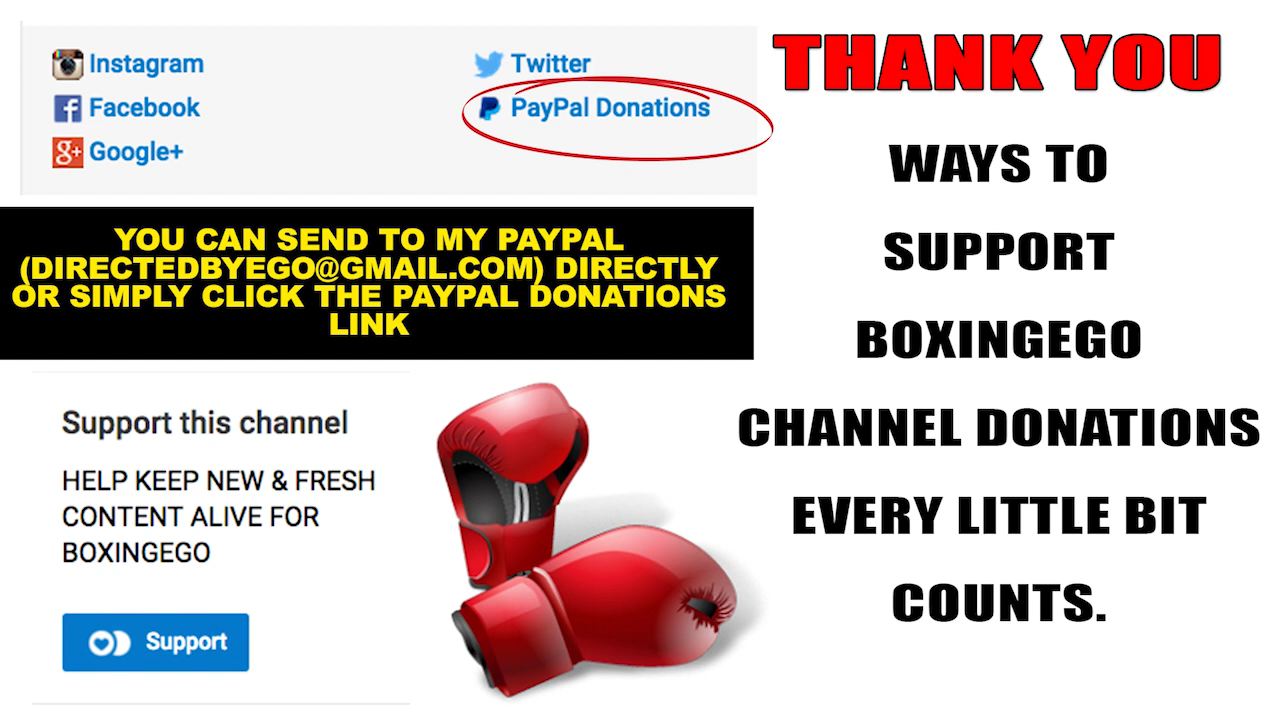 Instagram
Twitter
Facebook
PayPal Donations
Google+
YOU CAN SEND TO MY PAYPAL
(DIRECTEDBYEGO@GMAIL.COM) DIRECTLY
OR SIMPLY CLICK THE PAYPAL DONATIONS
LINK
Support this channel
HELP KEEP NEW & FRESH
CONTENT ALIVE FOR
BOXINGEGO
Support
THANK YOU
WAYS TO
SUPPORT
BOXINGEGO
CHANNEL DONATIONS
EVERY LITTLE BIT
COUNTS.